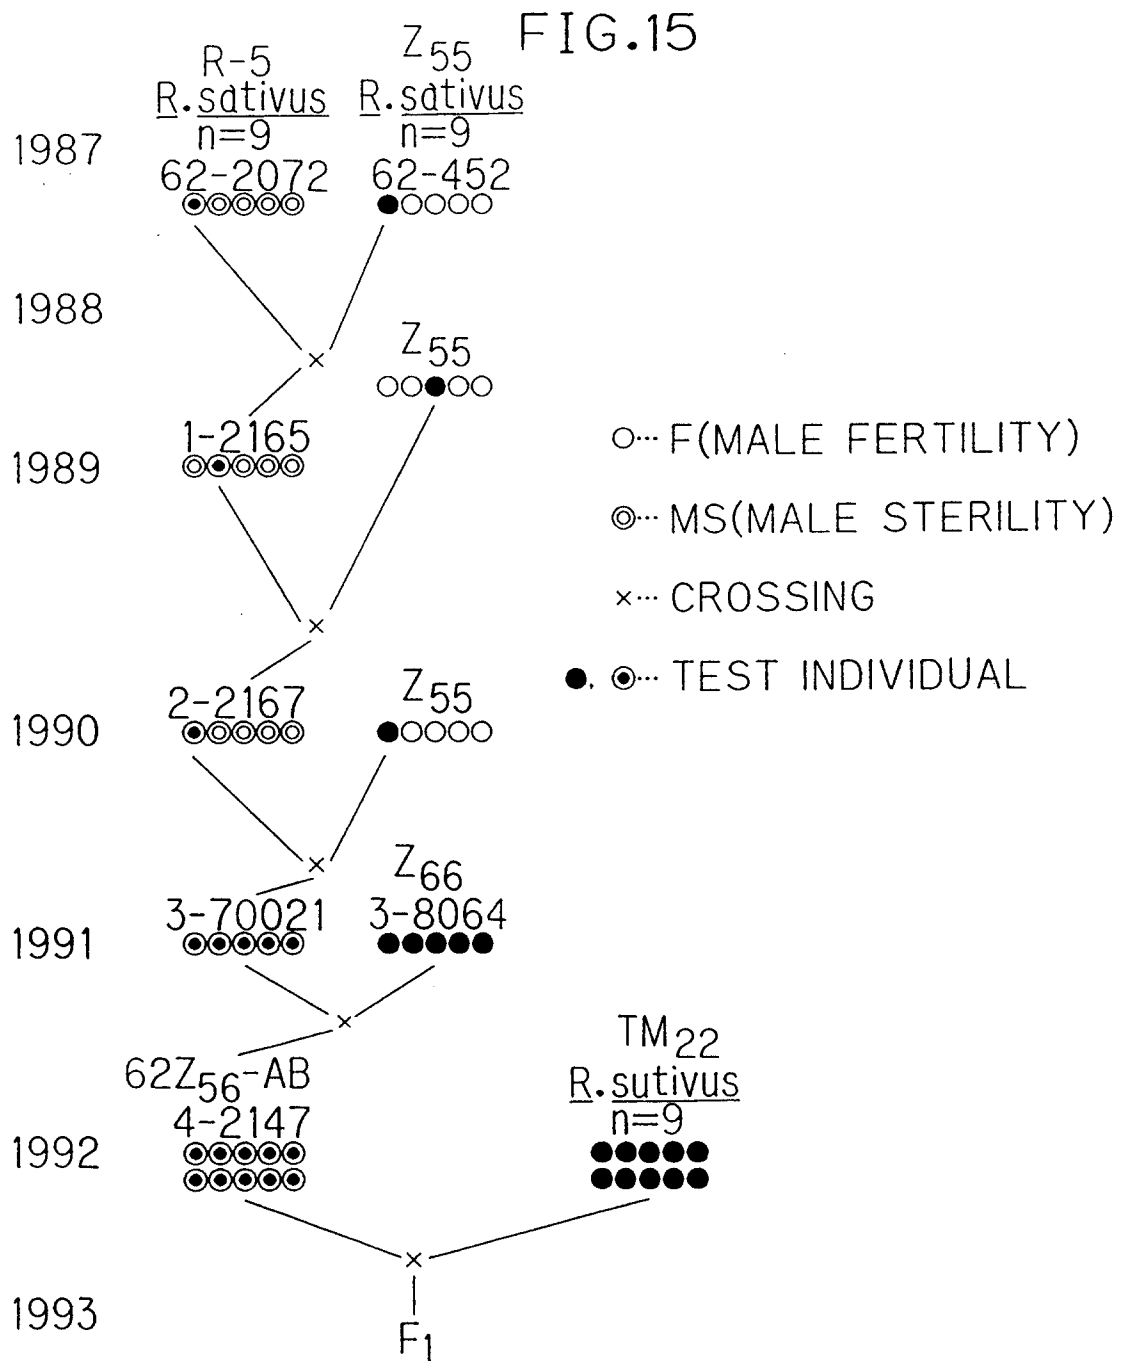 FIG.15
R-5
R.sativus
n=9
62-2072
Z55
R.sativus
n=9
62-452
1987
1988
×
Z55
1-2165
1989
×
2-2167
Z55
1990
×
Z66
3-70021
3-8064
1991
×
62Z56-AB
4-2147
TM22
R.sutivus
n=9
1992
×
1993
F1
○··· F(MALE FERTILITY)
◎··· MS(MALE STERILITY)
×··· CROSSING
●, ◉··· TEST INDIVIDUAL